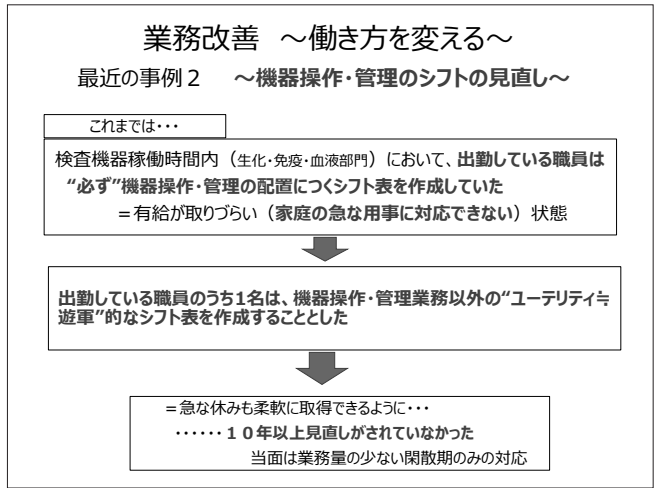 業務改善 ～働き方を変える～
最近の事例２ ～機器操作・管理のシフトの見直し～
これまでは・・・
検査機器稼働時間内（生化・免疫・血液部門）において、出勤している職員は
“必ず”機器操作・管理の配置につくシフト表を作成していた
＝有給が取りづらい（家庭の急な用事に対応できない）状態
出勤している職員のうち1名は、機器操作・管理業務以外の“ユーテリティ≒
遊軍”的なシフト表を作成することとした
＝急な休みも柔軟に取得できるように・・・
・・・・・・１０年以上見直しがされていなかった
当面は業務量の少ない閑散期のみの対応